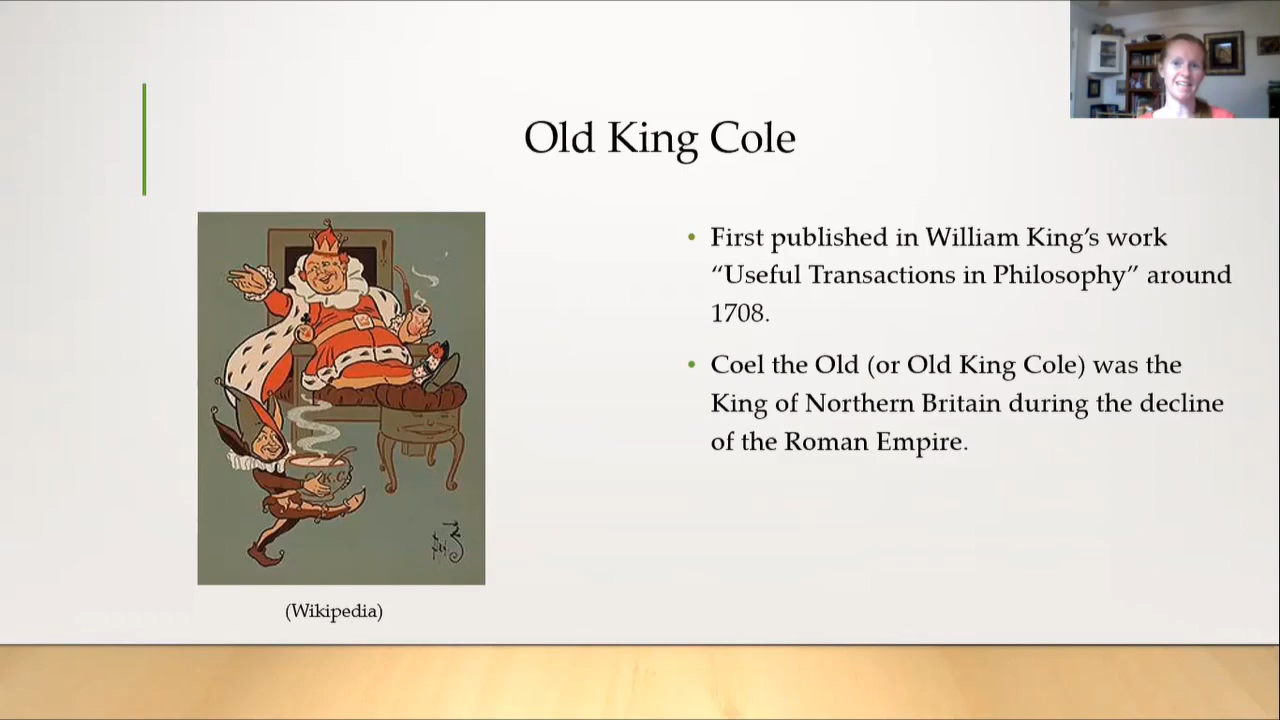 Old King Cole
• First published in William King’s work
“Useful Transactions in Philosophy” around
1708.
• Coel the Old (or Old King Cole) was the
King of Northern Britain during the decline
of the Roman Empire.
K.C.
(Wikipedia)